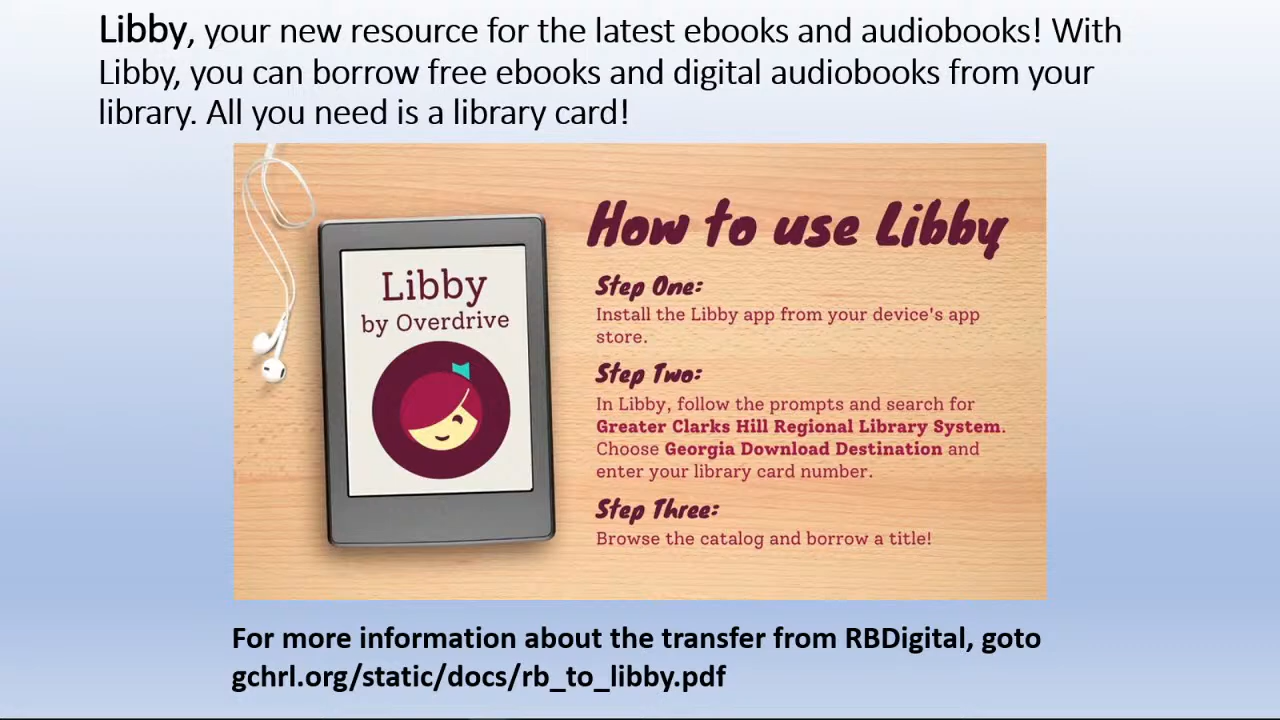 Libby, your new resource for the latest ebooks and audiobooks! With
Libby, you can borrow free ebooks and digital audiobooks from your
library. All you need is a library card!
Libby
by Overdrive
How to use Libby
Step One:
Install the Libby app from your device's app
store.
Step Two:
In Libby, follow the prompts and search for
Greater Clarks Hill Regional Library System.
Choose Georgia Download Destination and
enter your library card number.
Step Three:
Browse the catalog and borrow a title!
For more information about the transfer from RBDigital, goto
gchrl.org/static/docs/rb_to_libby.pdf